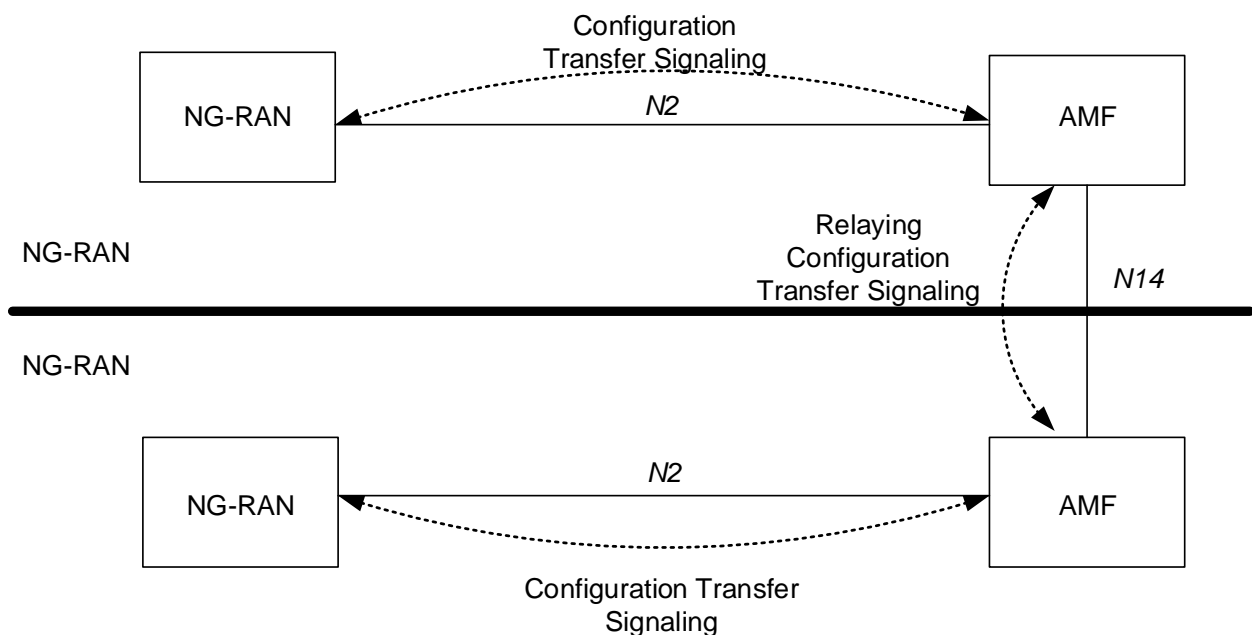 Configuration
Transfer Signaling
NG-RAN
N2
AMF
NG-RAN
Relaying
Configuration
Transfer Signaling
N14
NG-RAN
NG-RAN
N2
AMF
Configuration Transfer
Signaling